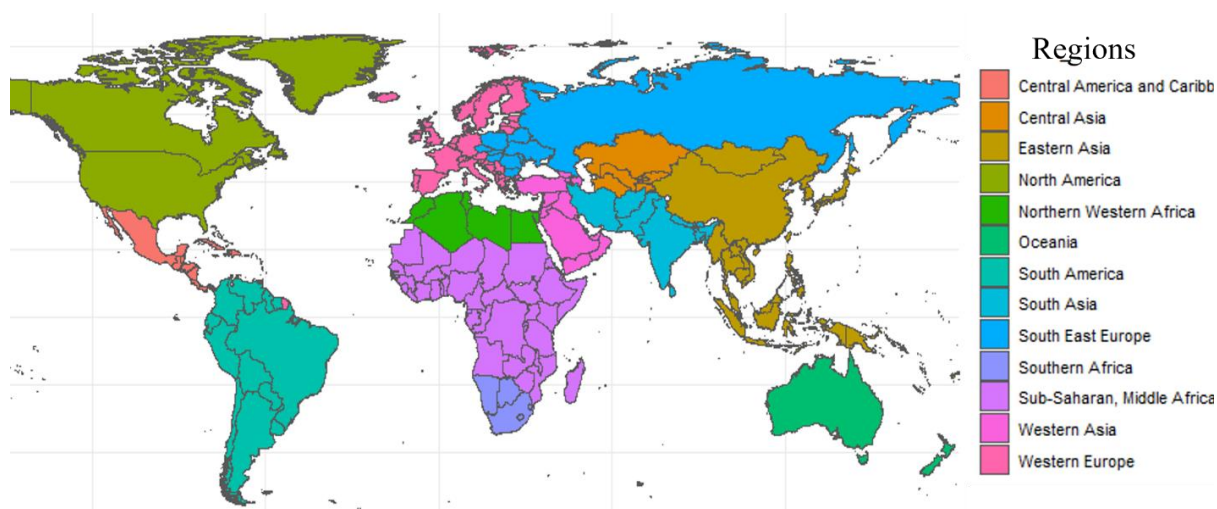 Regions
Central America and Caribb
Central Asia
Eastern Asia
North America
Northern Western Africa
Oceania
South America
South Asia
South East Europe
Southern Africa
Sub-Saharan, Middle Africa
Western Asia
Western Europe